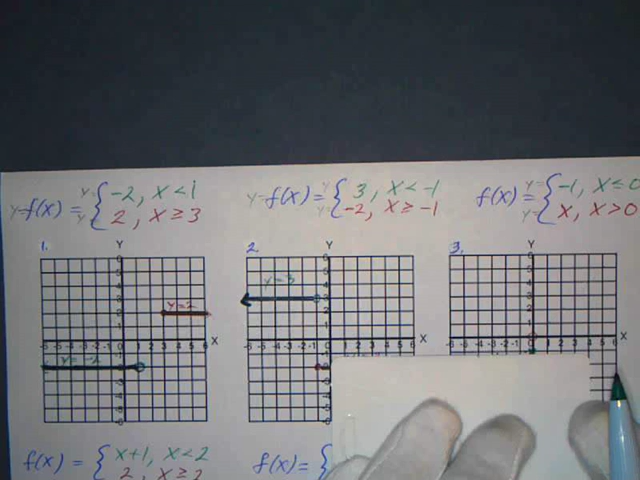 y=f(x) = { y= -2, x < 1
y= 2, x ≥ 3
y=f(x) = { y= 3, x < -1
y= -2, x ≥ -1
f(x) = { y= -1, x ≤ 0
y= x, x > 0
1.
Y
y=2
X
y = -2
2
Y
y = 3
X
3.
Y
X
f(x) = { x+1, x < 2
2, x ≥ 2
f(x) = {